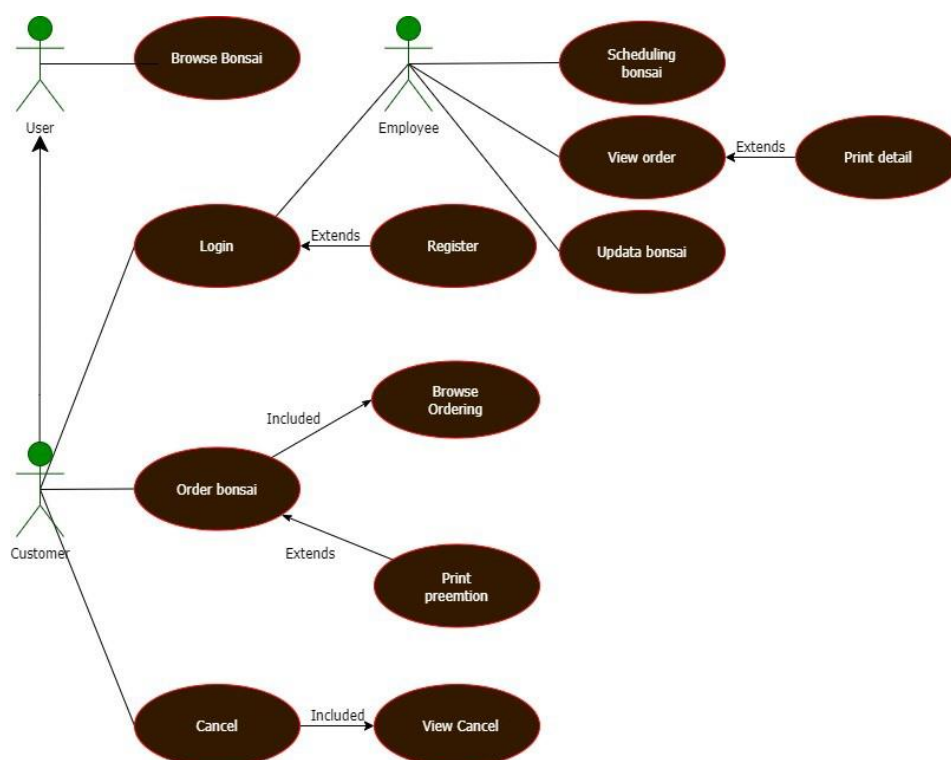 Browse Bonsai
User
Employee
Scheduling
bonsai
View order
Extends
Print detail
Login
Extends
Register
Updata bonsai
Browse
Ordering
Included
Order bonsai
Customer
Extends
Print
preemtion
Cancel
Included
View Cancel